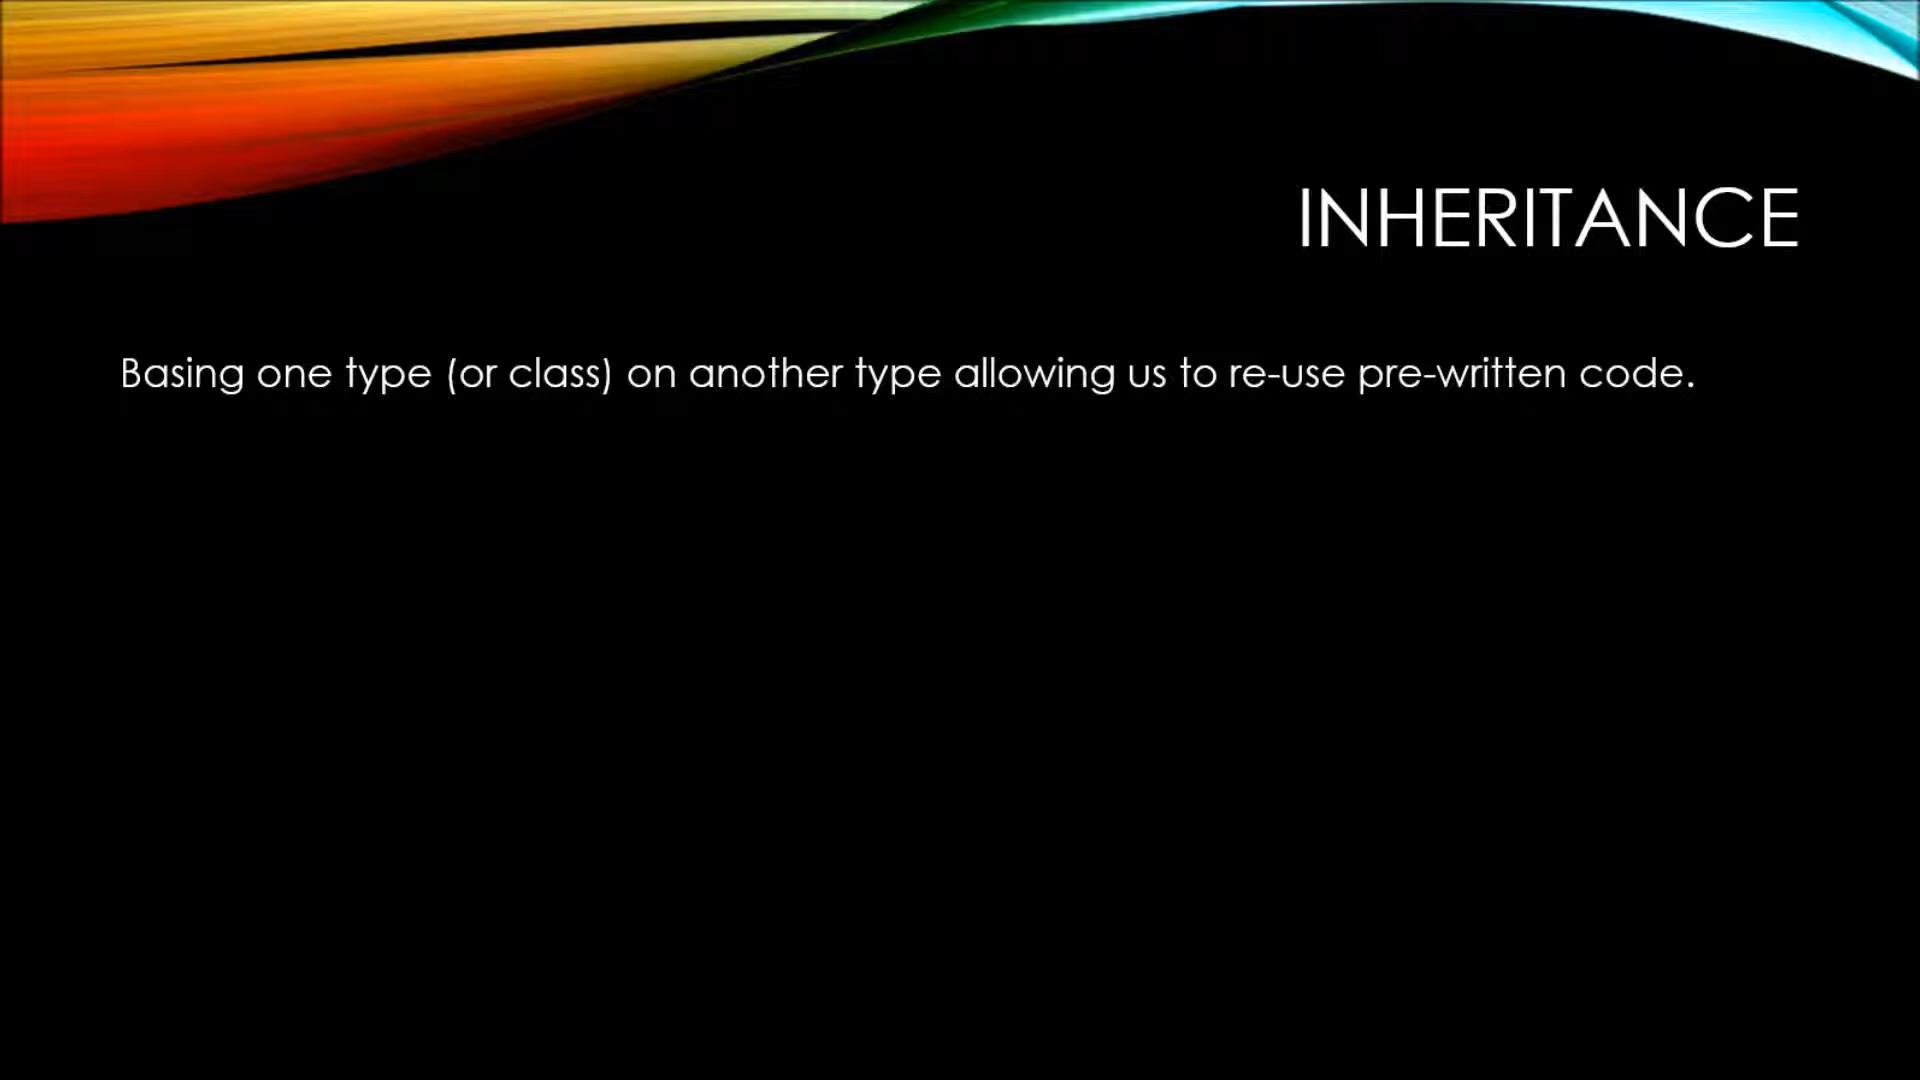 INHERITANCE
Basing one type (or class) on another type allowing us to re-use pre-written code.